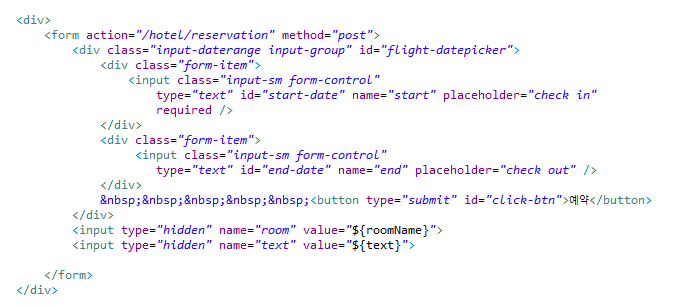 <div>
<form action="/hotel/reservation" method="post">
<div class="input-daterange input-group" id="flight-datepicker">
<div class="form-item">
<input class="input-sm form-control"
type="text" id="start-date" name="start" placeholder="check in"
required />
</div>
<div class="form-item">
<input class="input-sm form-control"
type="text" id="end-date" name="end" placeholder="check out" />
</div>
&nbsp;&nbsp;&nbsp;&nbsp;&nbsp;<button type="submit" id="click-btn">예약</button>
</div>
<input type="hidden" name="room" value="${roomName}">
<input type="hidden" name="text" value="${text}">
</form>
</div>